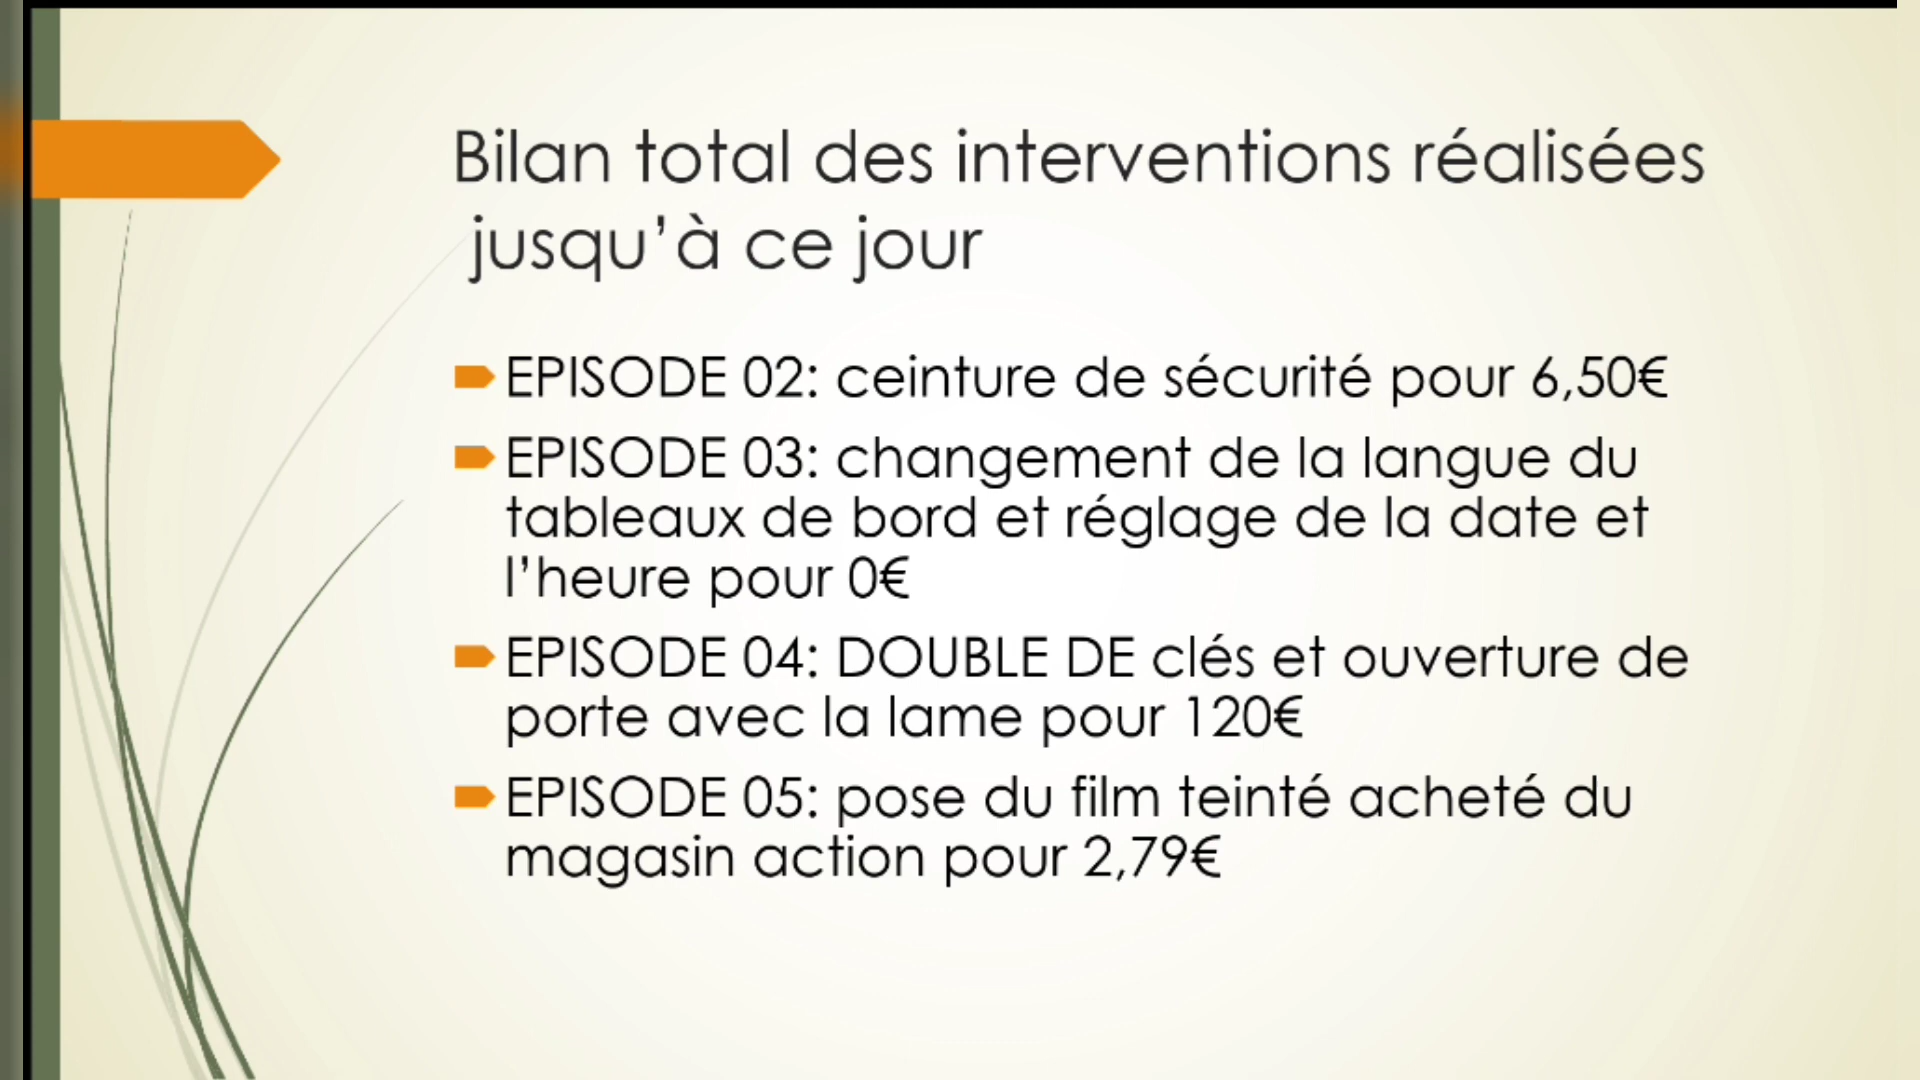 Bilan total des interventions réalisées
jusqu’à ce jour
EPISODE 02: ceinture de sécurité pour 6,50€
EPISODE 03: changement de la langue du
tableaux de bord et réglage de la date et
l’heure pour 0€
EPISODE 04: DOUBLE DE clés et ouverture de
porte avec la lame pour 120€
EPISODE 05: pose du film teinté acheté du
magasin action pour 2,79€